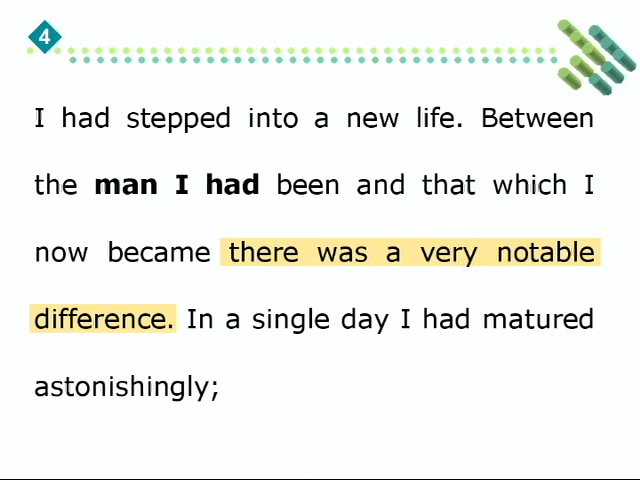 4
I had stepped into a new life. Between
the man I had been and that which I
now became there was a very notable
difference. In a single day I had matured
astonishingly;